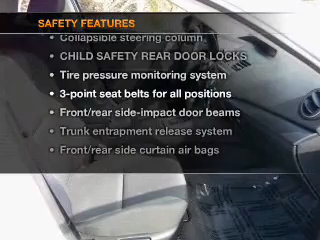 SAFETY FEATURES
• Collapsible steering column
• CHILD SAFETY REAR DOOR LOCKS
• Tire pressure monitoring system
• 3-point seat belts for all positions
• Front/rear side-impact door beams
• Trunk entrapment release system
• Front/rear side curtain air bags